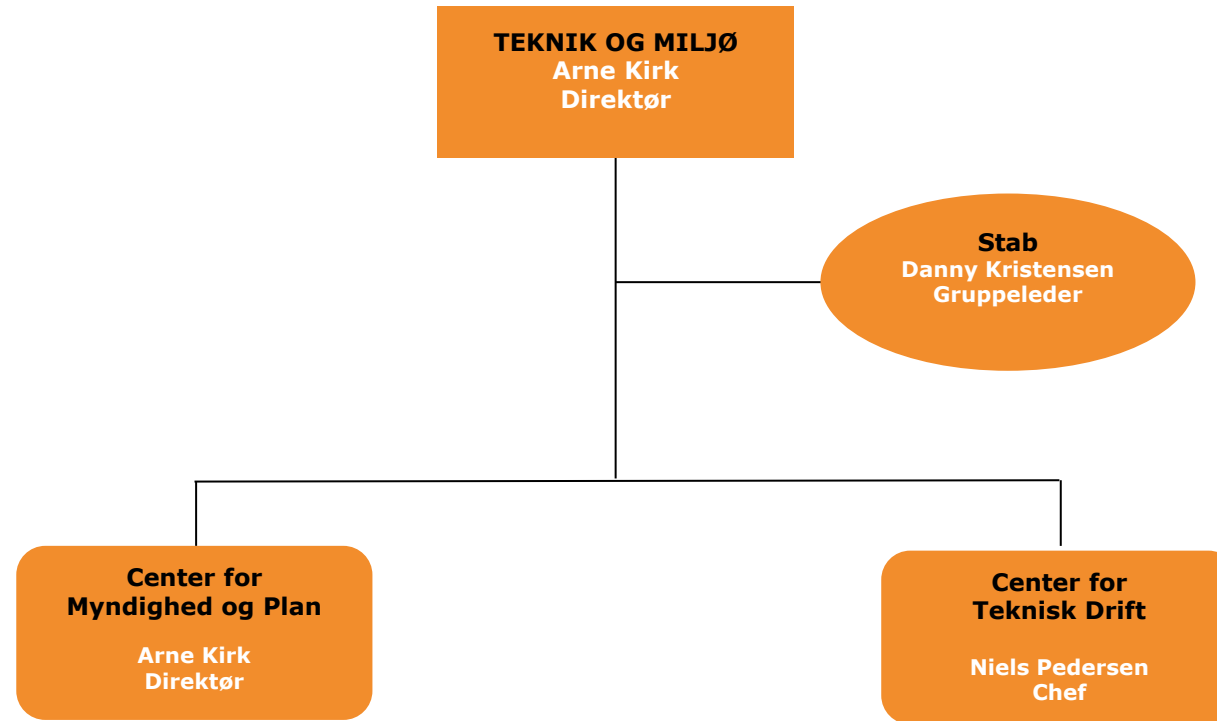 TEKNIK OG MILJØ
Arne Kirk
Direktør
Stab
Danny Kristensen
Gruppeleder
Center for
Myndighed og Plan
Arne Kirk
Direktør
Center for
Teknisk Drift
Niels Pedersen
Chef